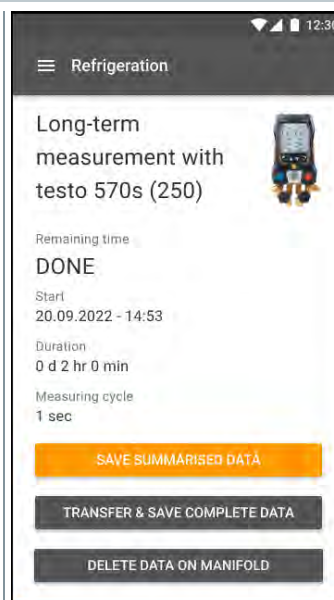 12:30
Refrigeration
Long-term
measurement with
testo 570s (250)
Remaining time
DONE
Start
20.09.2022 - 14:53
Duration
0 d 2 hr 0 min
Measuring cycle
1 sec
SAVE SUMMARISED DATA
TRANSFER & SAVE COMPLETE DATA
DELETE DATA ON MANIFOLD